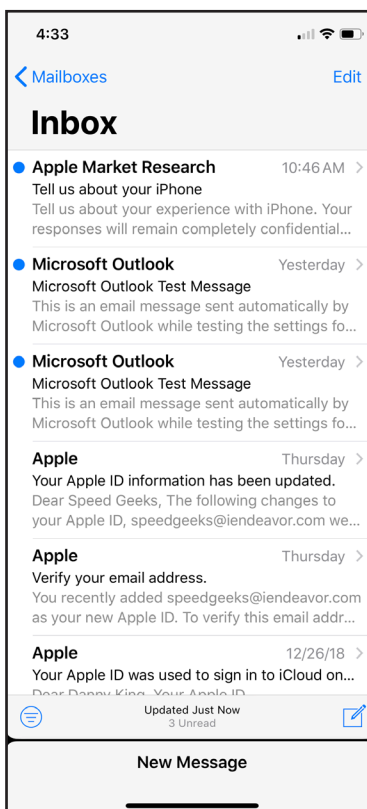 4:33
Mailboxes
Edit
Inbox
Apple Market Research 10:46 AM
Tell us about your iPhone
Tell us about your experience with iPhone. Your
responses will remain completely confidential...
Microsoft Outlook Yesterday
Microsoft Outlook Test Message
This is an email message sent automatically by
Microsoft Outlook while testing the settings fo...
Microsoft Outlook Yesterday
Microsoft Outlook Test Message
This is an email message sent automatically by
Microsoft Outlook while testing the settings fo...
Apple Thursday
Your Apple ID information has been updated.
Dear Speed Geeks, The following changes to
your Apple ID, speedgeeks@iendeavor.com we...
Apple Thursday
Verify your email address.
You recently added speedgeeks@iendeavor.com
as your new Apple ID. To verify this email addr...
Apple 12/26/18
Your Apple ID was used to sign in to iCloud on...
Dear Danny King, Your Apple ID
Updated Just Now
3 Unread
New Message